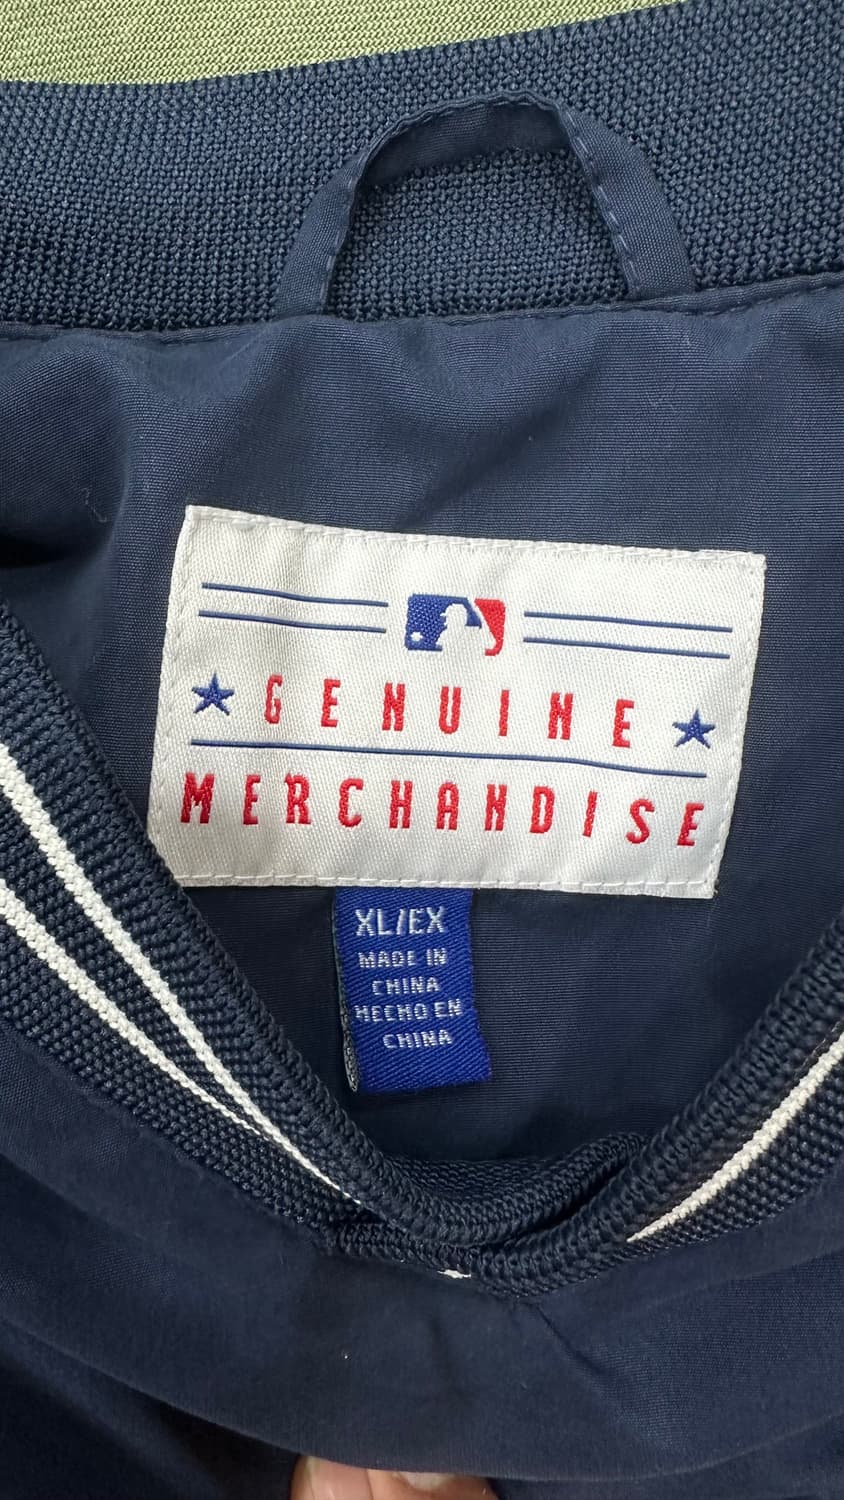 GENUINE
MERCHANDISE
XL/EX
MADE IN
CHINA
HECHO EN
CHINA